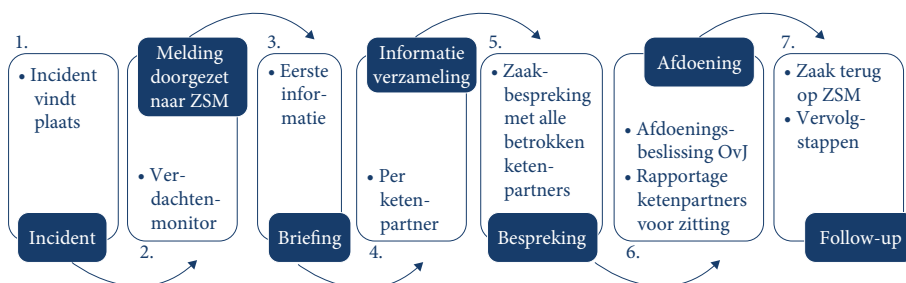 1.
• Incident
vindt
plaats
Incident
Melding
doorgezet
naar ZSM
• Ver-
dachten-
monitor
2.
3.
• Eerste
infor-
matie
Briefing
Informatie
verzameling
• Per
keten-
partner
4.
5.
• Zaak-
bespreking
met alle
betrokken
keten-
partners
Bespreking
Afdoening
• Afdoenings-
beslissing OvJ
• Rapportage
ketenpartners
voor zitting
6.
7.
• Zaak terug
op ZSM
• Vervolg-
stappen
Follow-up